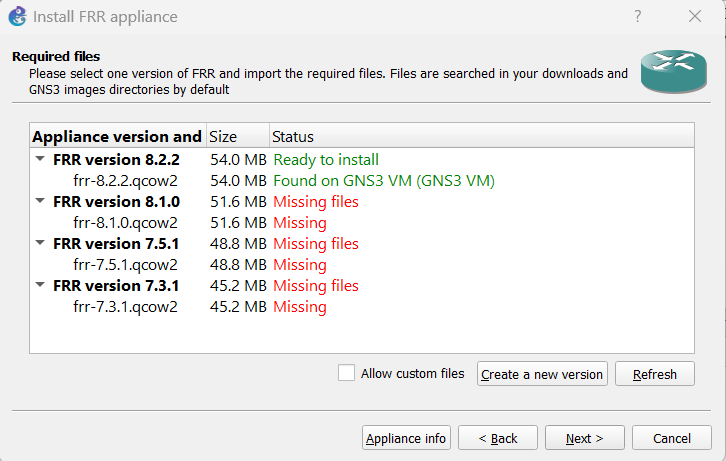 Install FRR appliance
?
Required files
Please select one version of FRR and import the required files. Files are searched in your downloads and
GNS3 images directories by default
Appliance version and Size Status
FRR version 8.2.2 54.0 MB Ready to install
frr-8.2.2.qcow2 54.0 MB Found on GNS3 VM (GNS3 VM)
FRR version 8.1.0 51.6 MB Missing files
frr-8.1.0.qcow2 51.6 MB Missing
FRR version 7.5.1 48.8 MB Missing files
frr-7.5.1.qcow2 48.8 MB Missing
FRR version 7.3.1 45.2 MB Missing files
frr-7.3.1.qcow2 45.2 MB Missing
Allow custom files Create a new version Refresh
Appliance info < Back Next > Cancel